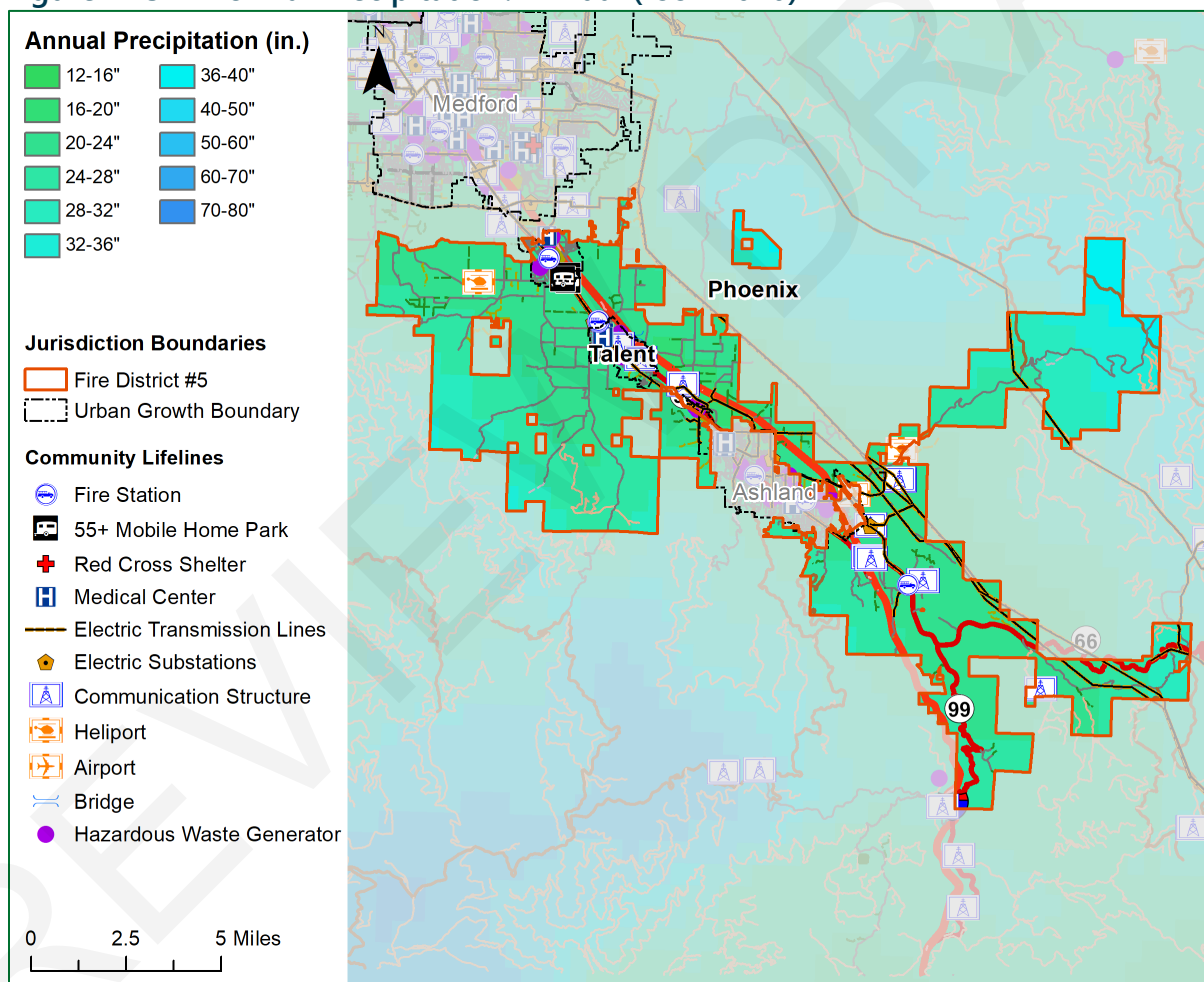 Annual Precipitation (in.)
12-16"
16-20"
20-24"
24-28"
28-32"
32-36"
36-40"
40-50"
50-60"
60-70"
70-80"
Jurisdiction Boundaries
Fire District #5
Urban Growth Boundary
Community Lifelines
Fire Station
55+ Mobile Home Park
Red Cross Shelter
Medical Center
Electric Transmission Lines
Electric Substations
Communication Structure
Heliport
Airport
Bridge
Hazardous Waste Generator
0 2.5 5 Miles
N
Medford
Phoenix
Talent
Ashland
66
99